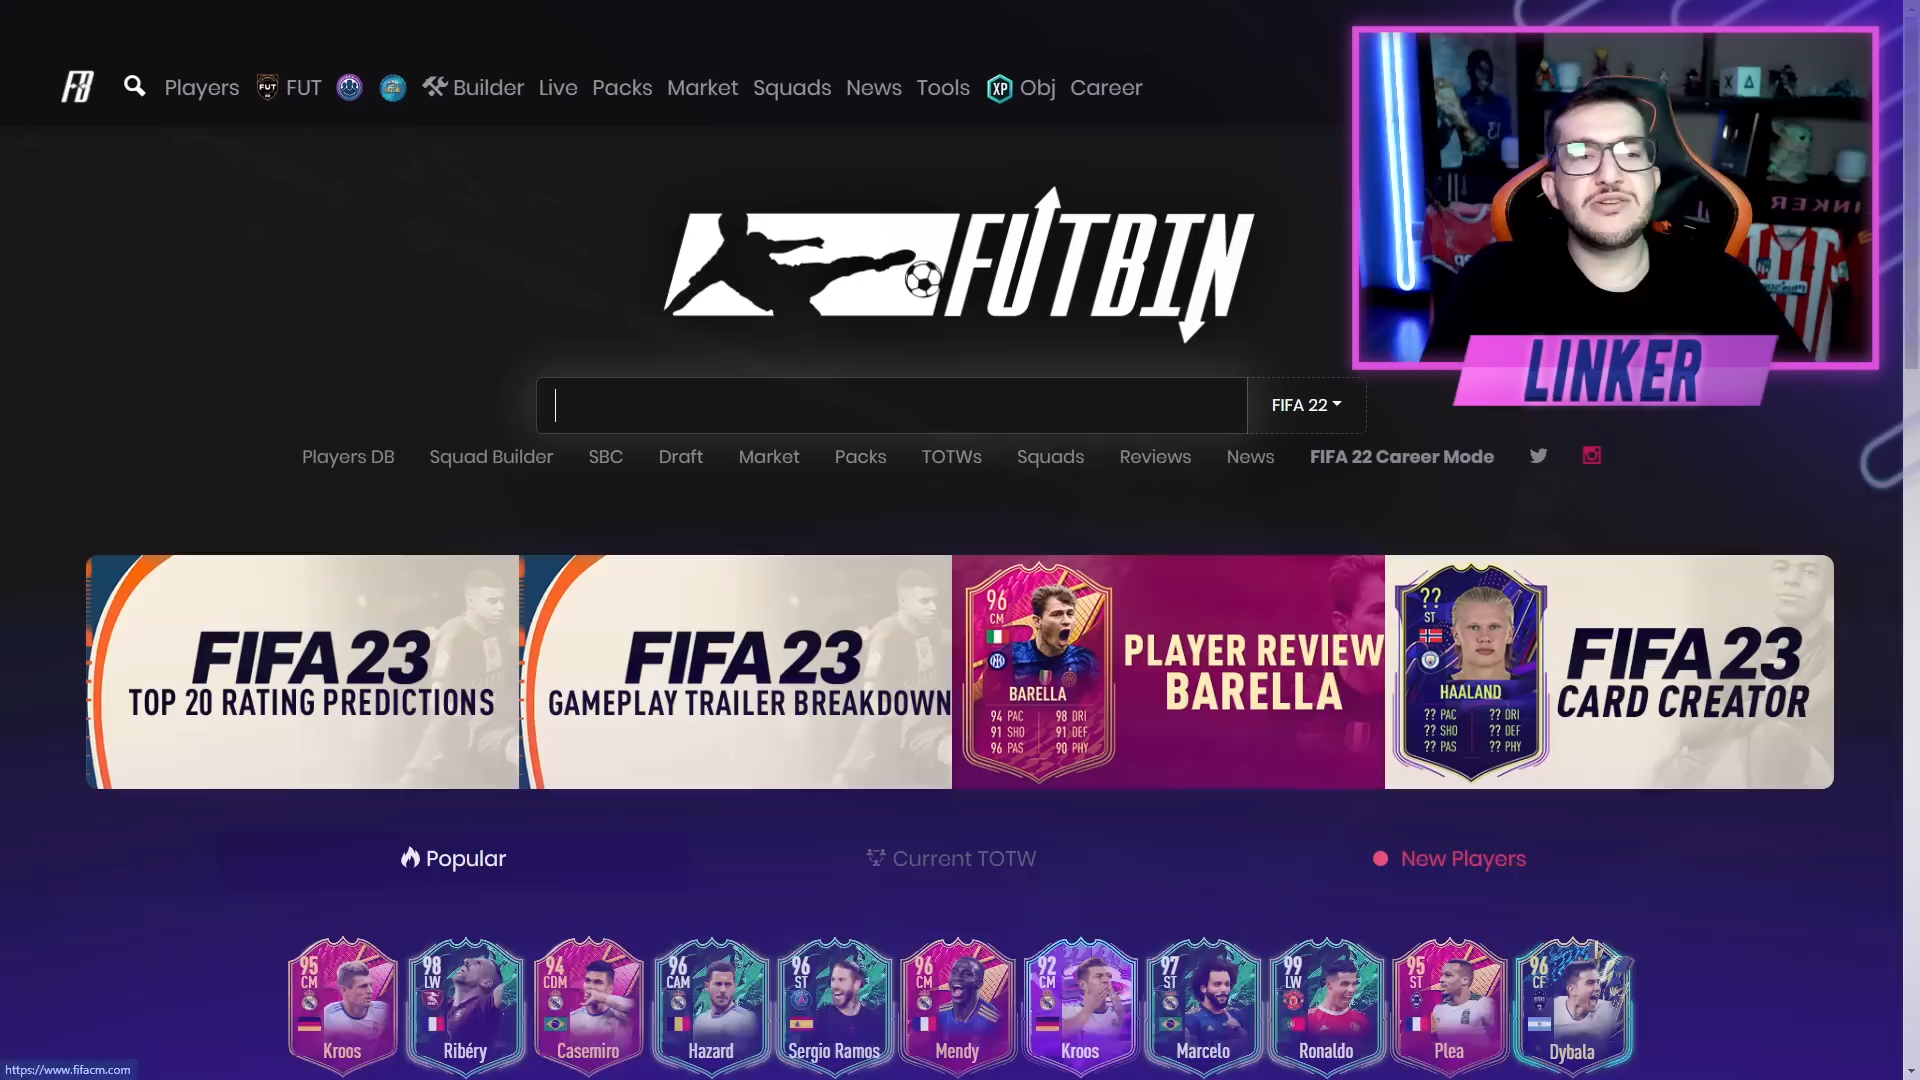 FB Players FUT Builder Live Packs Market Squads News Tools XP Obj Career
FUTBIN
LINKER
FIFA 22
Players DB Squad Builder SBC Draft Market Packs TOTWs Squads Reviews News FIFA 22 Career Mode
FIFA 23
TOP 20 RATING PREDICTIONS
FIFA 23
GAMEPLAY TRAILER BREAKDOWN
96
CM
BARELLA
94 PAC 98 DRI
91 SHO 91 DEF
96 PAS 90 PHY
PLAYER REVIEW
BARELLA
??
ST
HAALAND
?? PAC ?? DRI
?? SHO ?? DEF
?? PAS ?? PHY
FIFA 23
CARD CREATOR
Popular Current TOTW New Players
95
CM
Kroos
98
LW
Ribéry
94
CDM
Casemiro
96
CAM
Hazard
96
ST
Sergio Ramos
96
CM
Mendy
92
CM
Kroos
97
ST
Marcelo
99
LW
Ronaldo
95
ST
Plea
96
CF
Dybala
https://www.fifacm.com